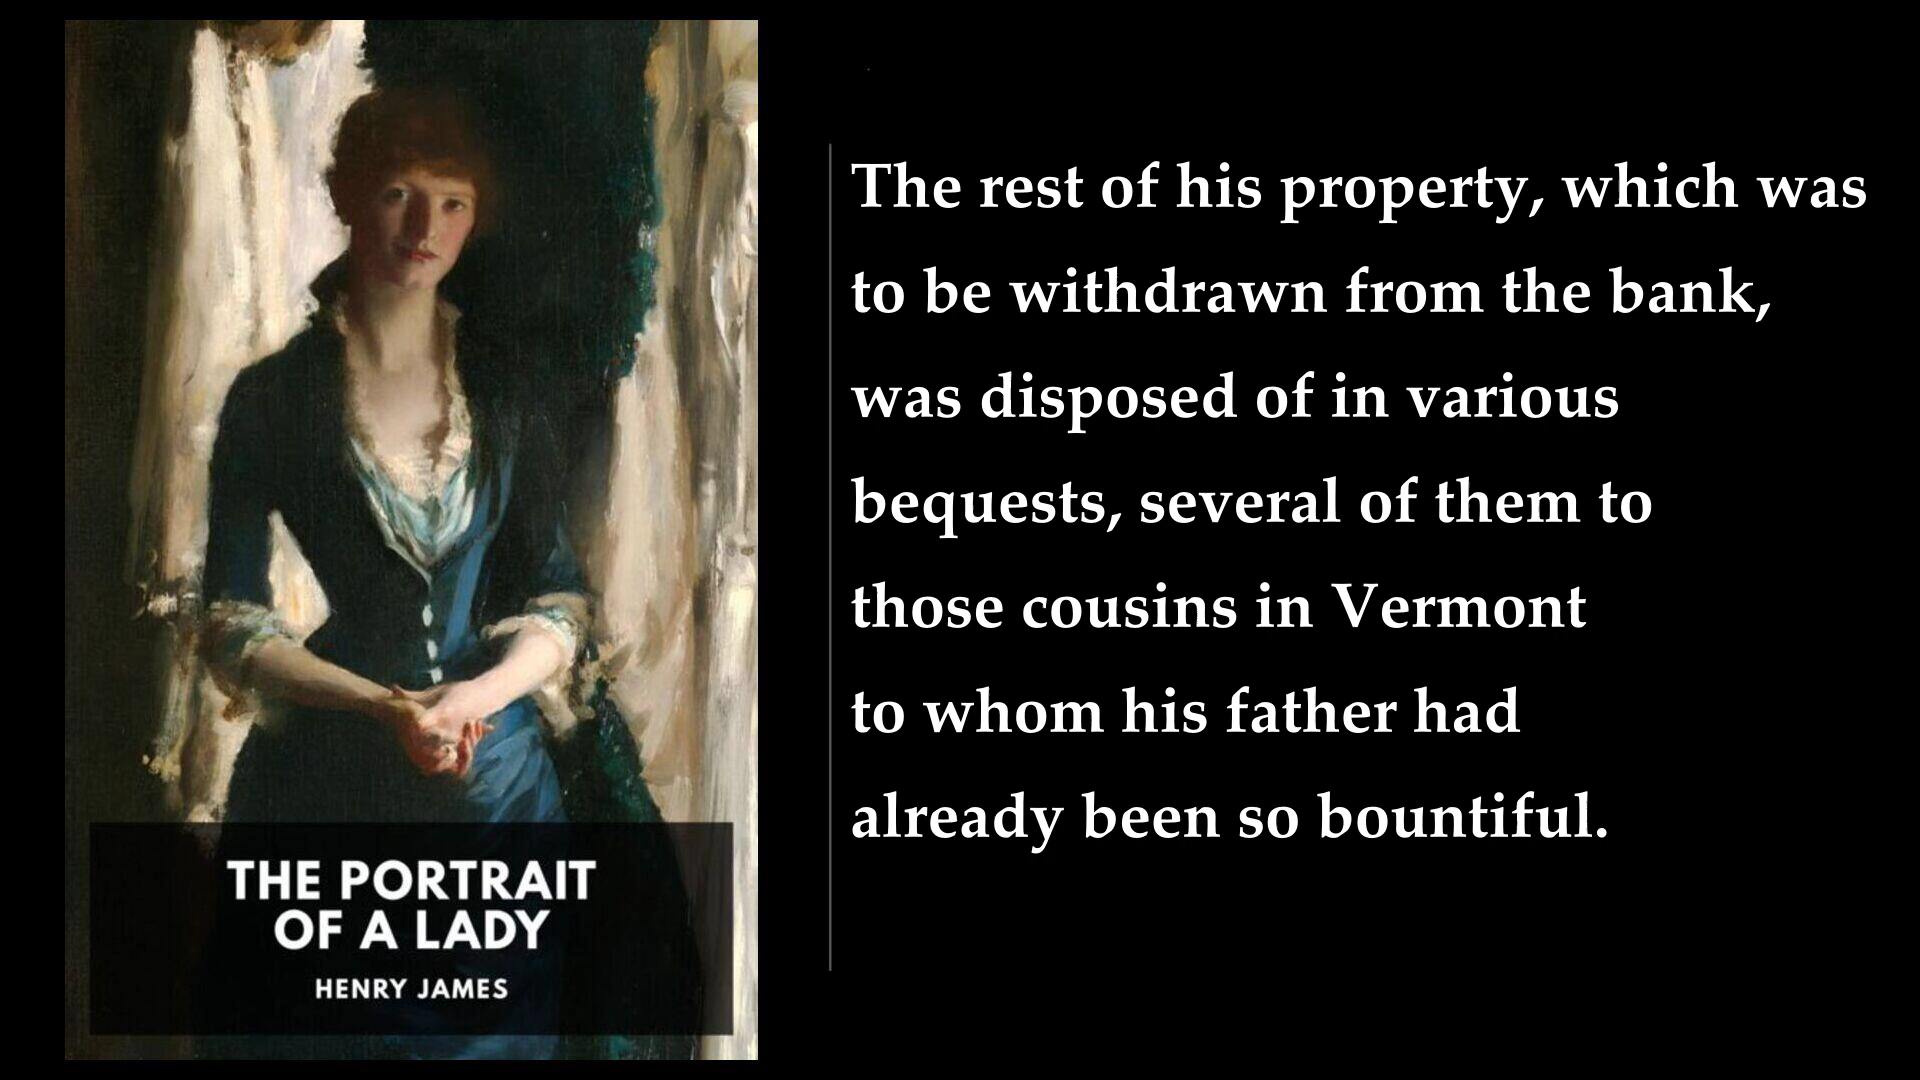 THE PORTRAIT
OF A LADY
HENRY JAMES
The rest of his property, which was
to be withdrawn from the bank,
was disposed of in various
bequests, several of them to
those cousins in Vermont
to whom his father had
already been so bountiful.